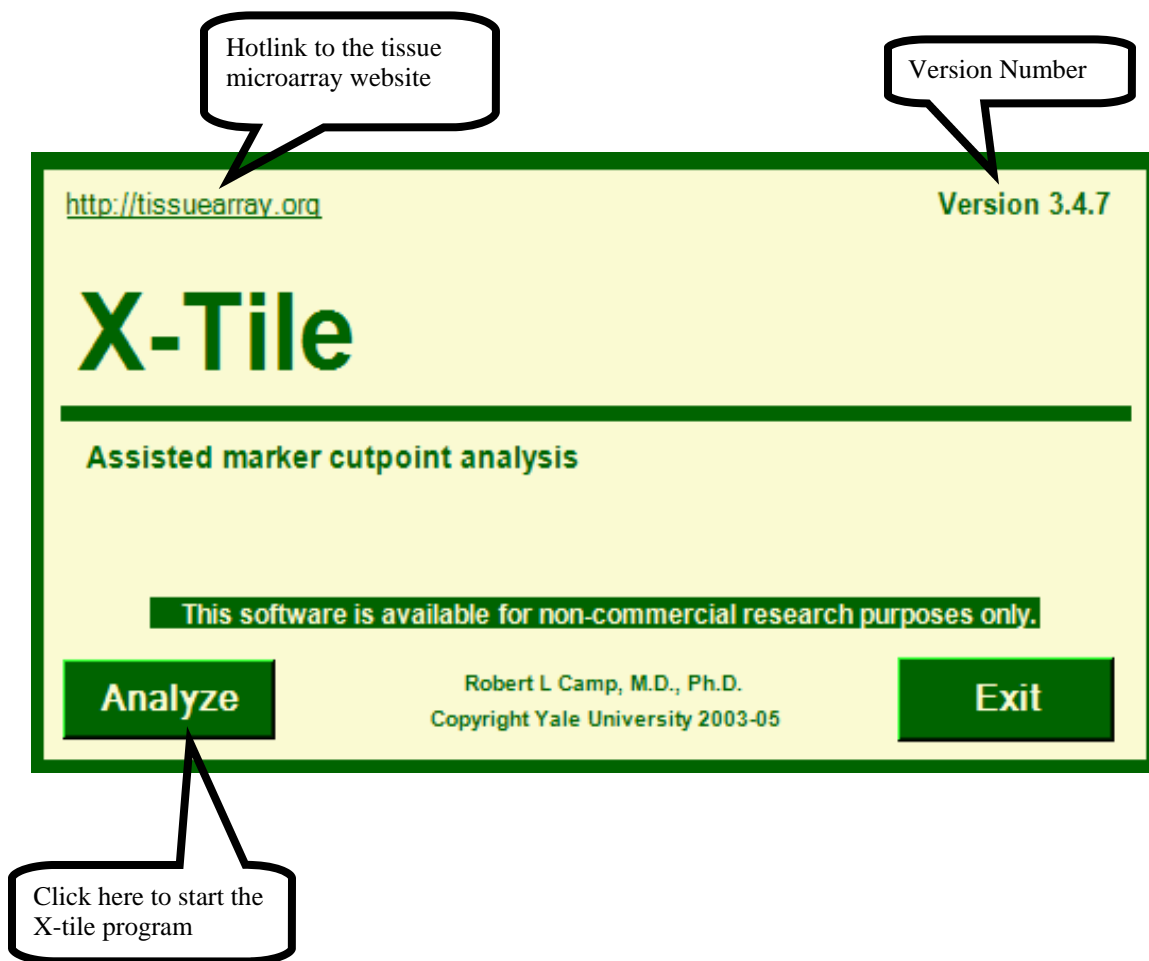 Hotlink to the tissue
microarray website
Version Number
http://tissuearray.org
Version 3.4.7
X-Tile
Assisted marker cutpoint analysis
This software is available for non-commercial research purposes only.
Analyze
Robert L Camp, M.D., Ph.D.
Copyright Yale University 2003-05
Exit
Click here to start the
X-tile program